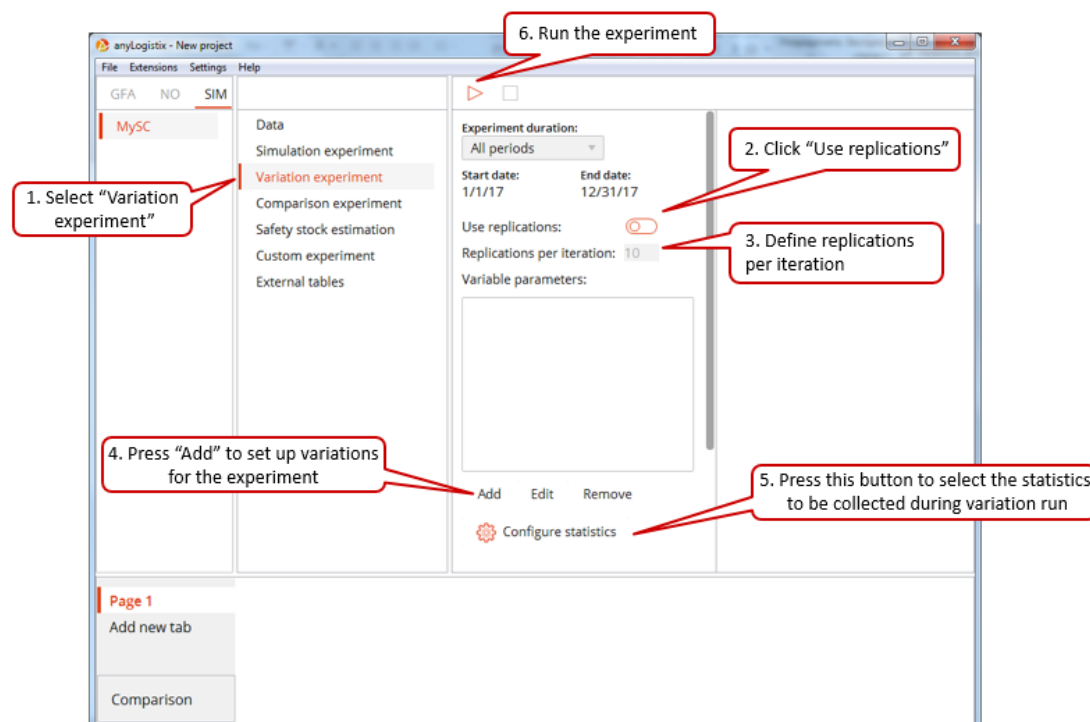 6. Run the experiment
anyLogistix - New project
File Extensions Settings Help
GFA NO SIM
MySC
Data
Simulation experiment
Variation experiment
Comparison experiment
Safety stock estimation
Custom experiment
External tables
1. Select “Variation
experiment”
Experiment duration:
All periods
Start date: End date:
1/1/17 12/31/17
Use replications:
Replications per iteration: 10
Variable parameters:
2. Click “Use replications”
3. Define replications
per iteration
4. Press “Add” to set up variations
for the experiment
Add Edit Remove
Configure statistics
5. Press this button to select the statistics
to be collected during variation run
Page 1
Add new tab
Comparison